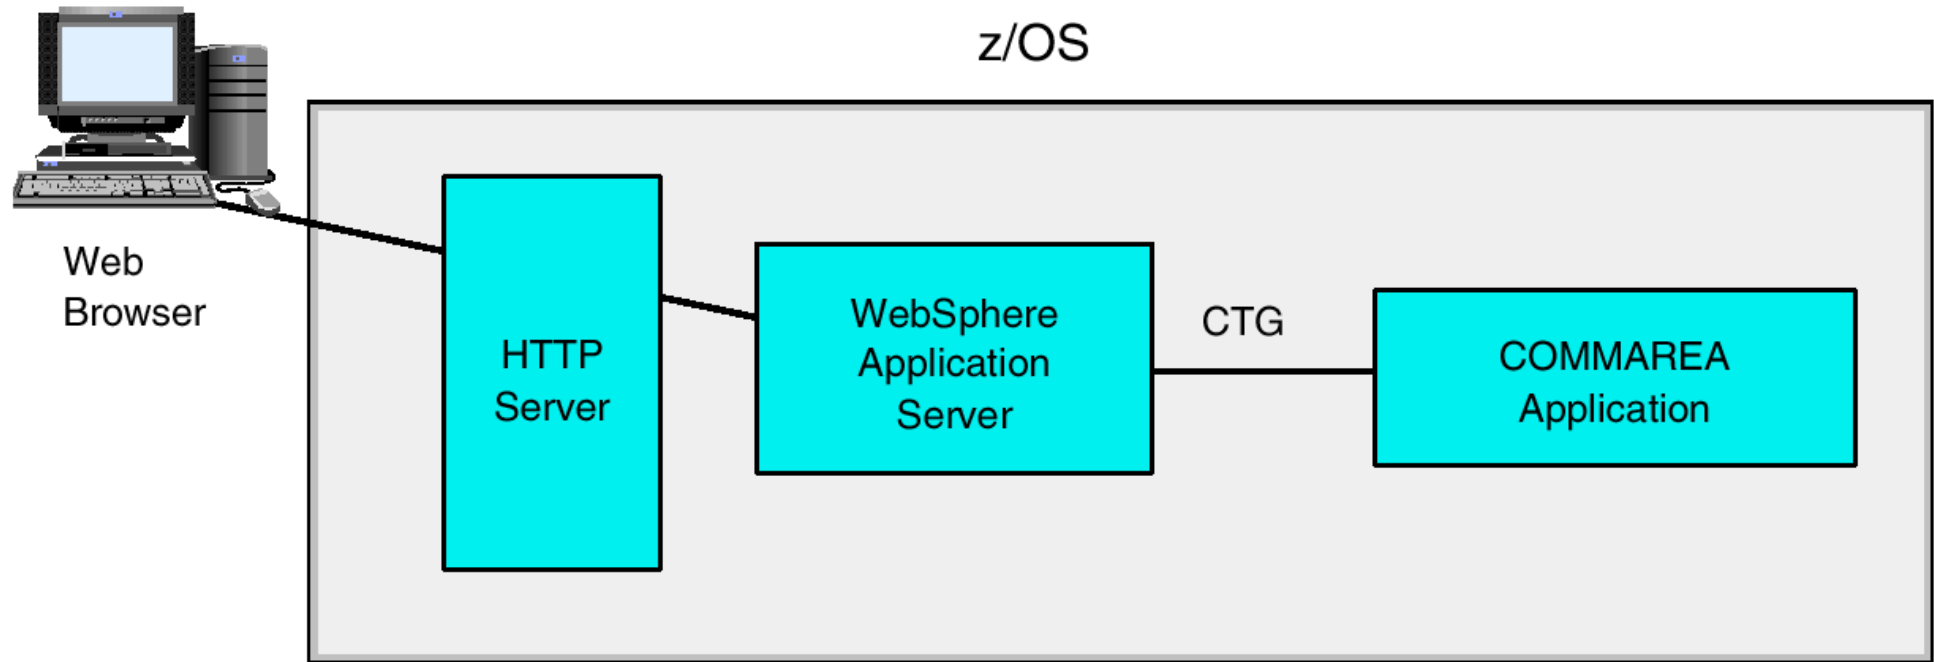 z/OS
Web
Browser
HTTP
Server
WebSphere
Application
Server
CTG
COMMAREA
Application